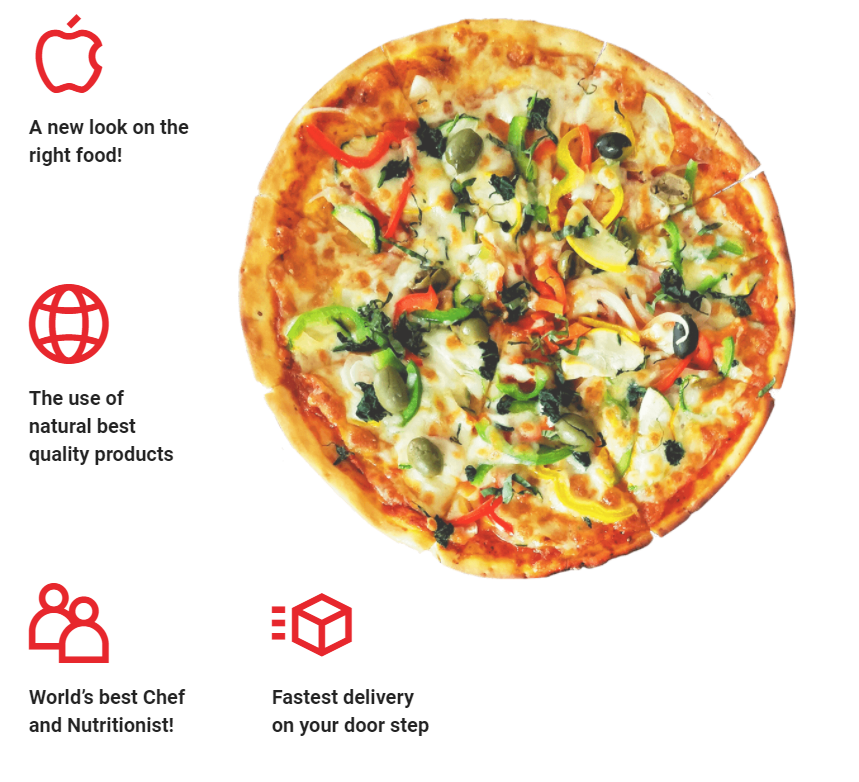 A new look on the
right food!
The use of
natural best
quality products
World’s best Chef
and Nutritionist!
Fastest delivery
on your door step